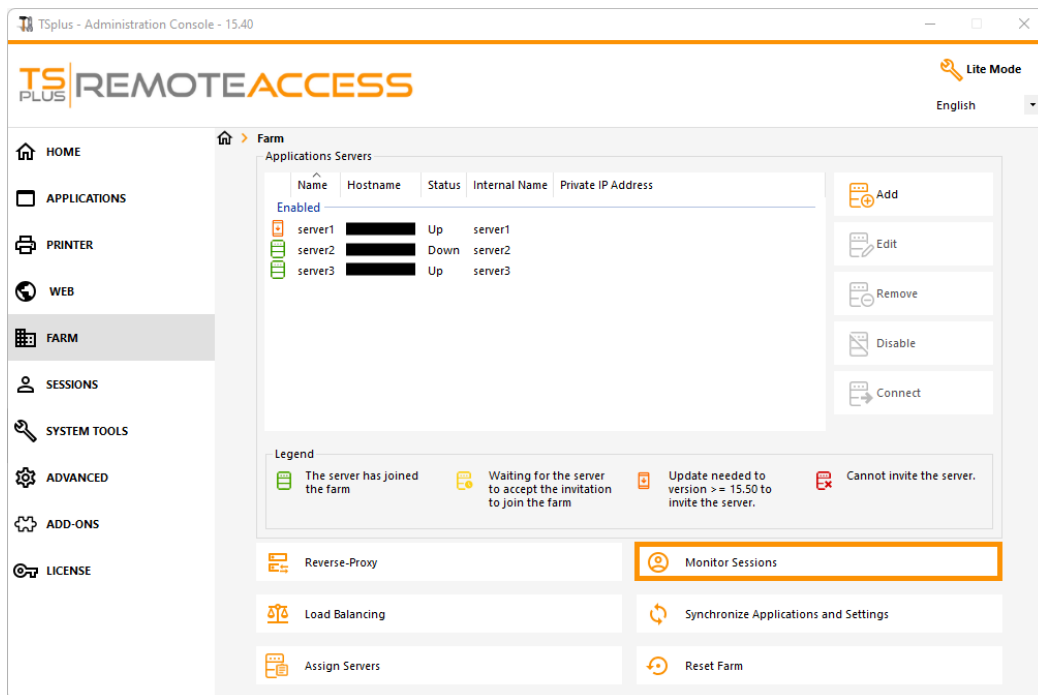 TSplus - Administration Console - 15.40
TS PLUS REMOTEACCESS
Lite Mode
English
HOME
APPLICATIONS
PRINTER
WEB
FARM
SESSIONS
SYSTEM TOOLS
ADVANCED
ADD-ONS
LICENSE
Farm
Applications Servers
Name Hostname Status Internal Name Private IP Address
Enabled
server1 Up server1
server2 Down server2
server3 Up server3
Add
Edit
Remove
Disable
Connect
Legend
The server has joined
the farm
Waiting for the server
to accept the invitation
to join the farm
Update needed to
version >= 15.50 to
invite the server.
Cannot invite the server.
Reverse-Proxy
Monitor Sessions
Load Balancing
Synchronize Applications and Settings
Assign Servers
Reset Farm